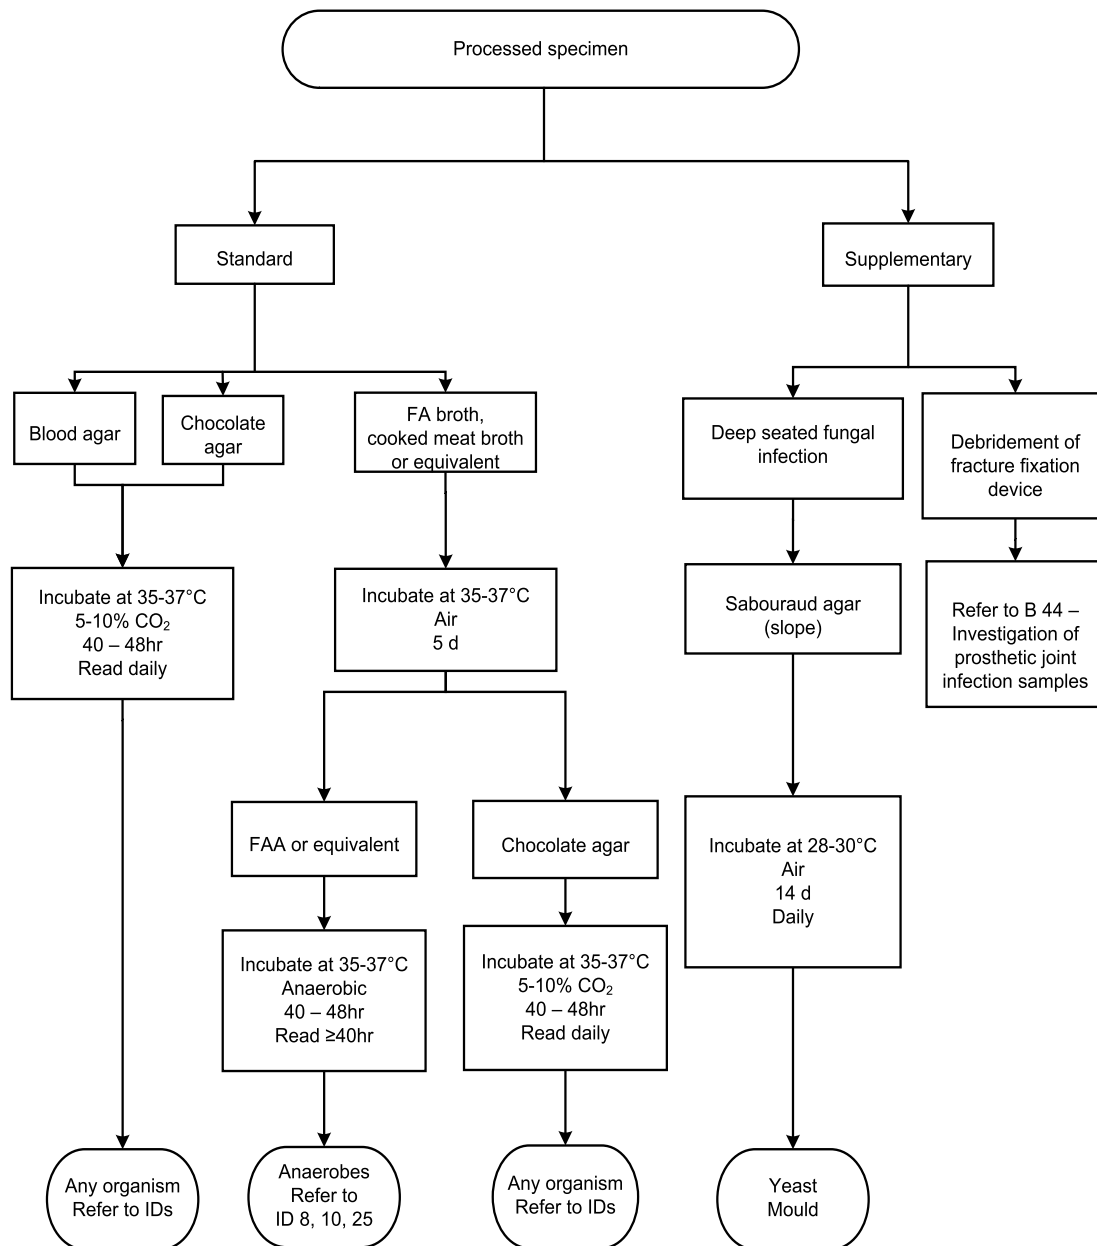 Processed specimen
Standard
Supplementary
Blood agar
Chocolate
agar
FA broth,
cooked meat broth
or equivalent
Deep seated fungal
infection
Debridement of
fracture fixation
device
Incubate at 35-37°C
5-10% CO₂
40 – 48hr
Read daily
Incubate at 35-37°C
Air
5 d
Sabouraud agar
(slope)
Refer to B 44 –
Investigation of
prosthetic joint
infection samples
FAA or equivalent
Chocolate agar
Incubate at 28-30°C
Air
14 d
Daily
Incubate at 35-37°C
Anaerobic
40 – 48hr
Read ≥40hr
Incubate at 35-37°C
5-10% CO₂
40 – 48hr
Read daily
Any organism
Refer to IDs
Anaerobes
Refer to
ID 8, 10, 25
Any organism
Refer to IDs
Yeast
Mould